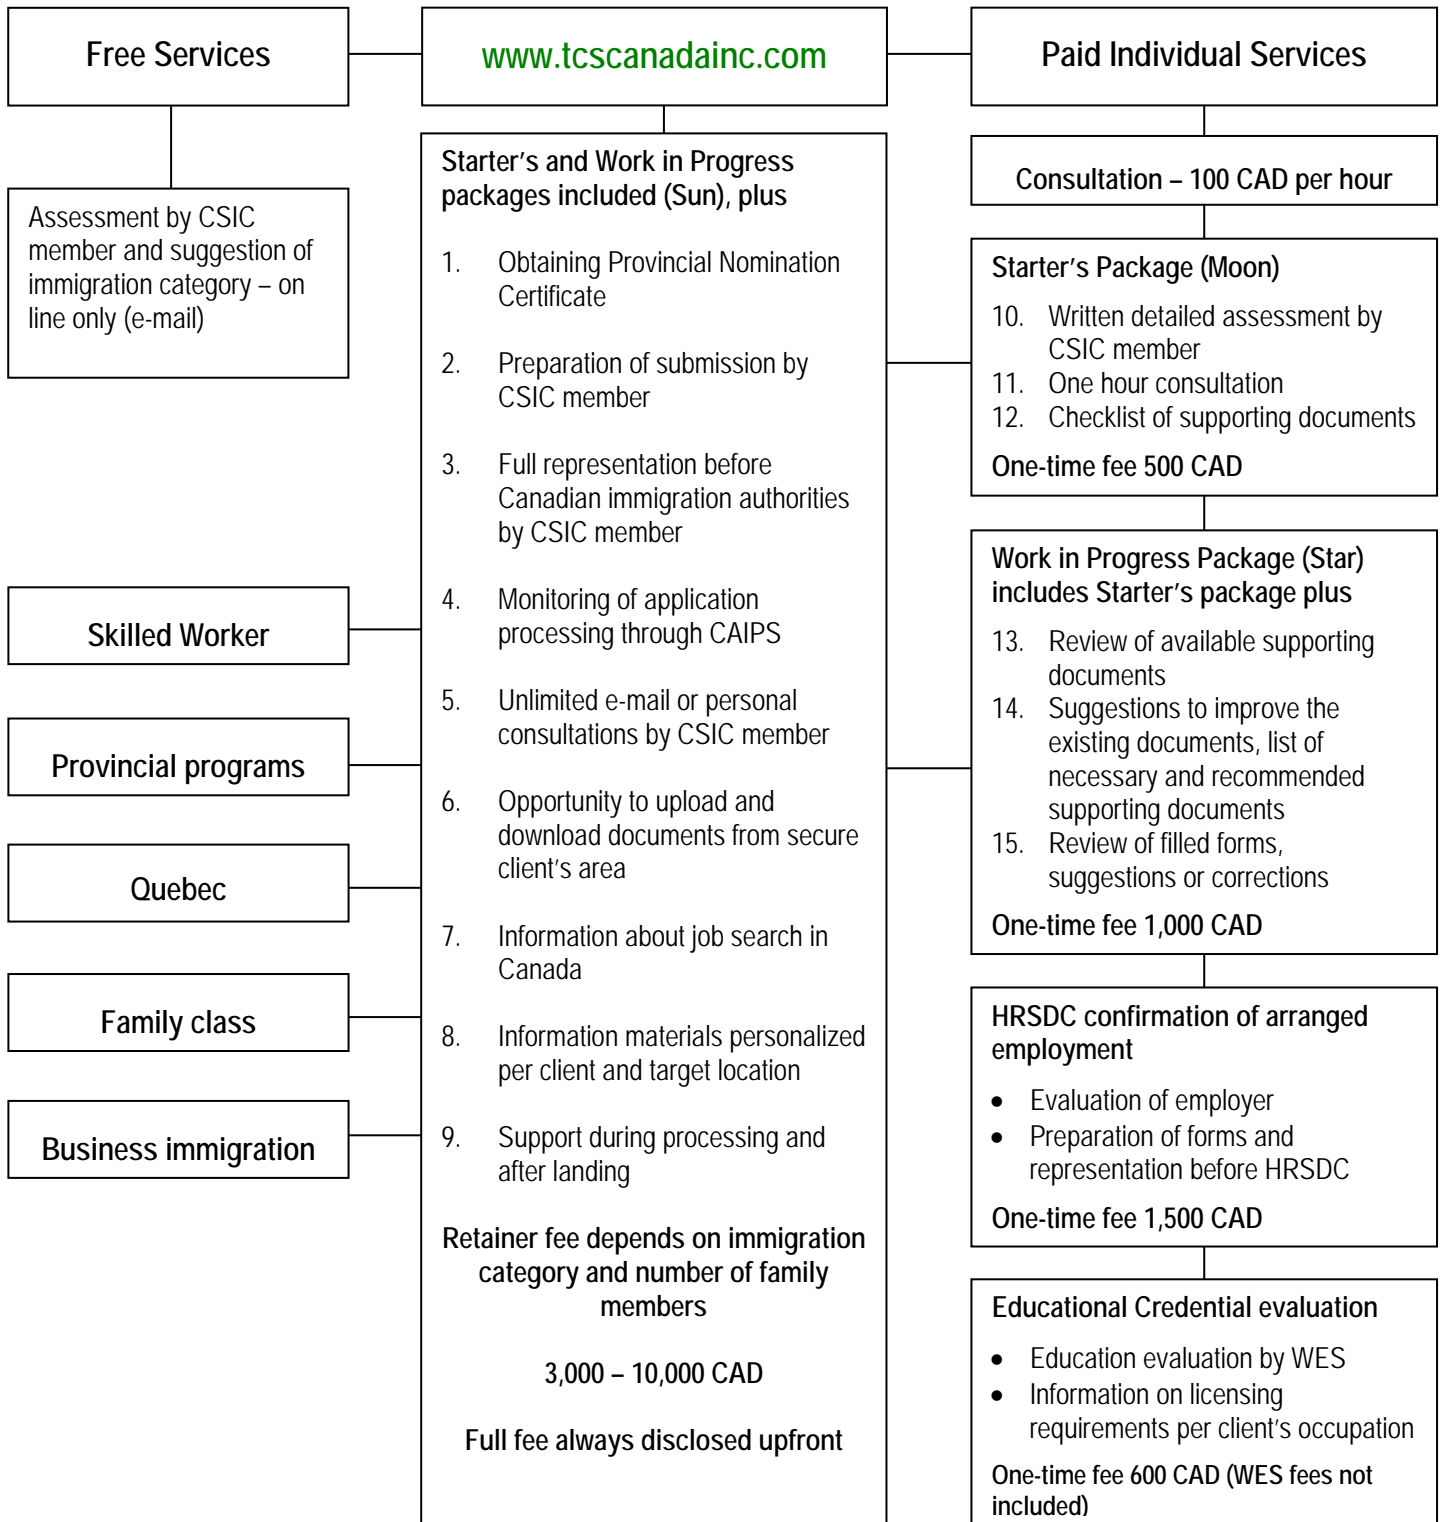 Free Services
www.tcscanadainc.com
Paid Individual Services
Assessment by CSIC
member and suggestion of
immigration category – on
line only (e-mail)
Skilled Worker
Provincial programs
Quebec
Family class
Business immigration
Starter's and Work in Progress
packages included (Sun), plus
1. Obtaining Provincial Nomination
Certificate
2. Preparation of submission by
CSIC member
3. Full representation before
Canadian immigration authorities
by CSIC member
4. Monitoring of application
processing through CAIPS
5. Unlimited e-mail or personal
consultations by CSIC member
6. Opportunity to upload and
download documents from secure
client's area
7. Information about job search in
Canada
8. Information materials personalized
per client and target location
9. Support during processing and
after landing
Retainer fee depends on immigration
category and number of family
members
3,000 – 10,000 CAD
Full fee always disclosed upfront
Consultation – 100 CAD per hour
Starter's Package (Moon)
10. Written detailed assessment by
CSIC member
11. One hour consultation
12. Checklist of supporting documents
One-time fee 500 CAD
Work in Progress Package (Star)
includes Starter's package plus
13. Review of available supporting
documents
14. Suggestions to improve the
existing documents, list of
necessary and recommended
supporting documents
15. Review of filled forms,
suggestions or corrections
One-time fee 1,000 CAD
HRSDC confirmation of arranged
employment
• Evaluation of employer
• Preparation of forms and
representation before HRSDC
One-time fee 1,500 CAD
Educational Credential evaluation
• Education evaluation by WES
• Information on licensing
requirements per client's occupation
One-time fee 600 CAD (WES fees not
included)